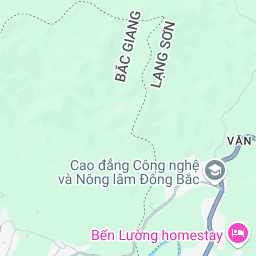 BẮC GIANG
LẠNG SƠN
VĂN
Cao đẳng Công nghệ
và Nông lâm Đông Bắc
Bến Lường homestay